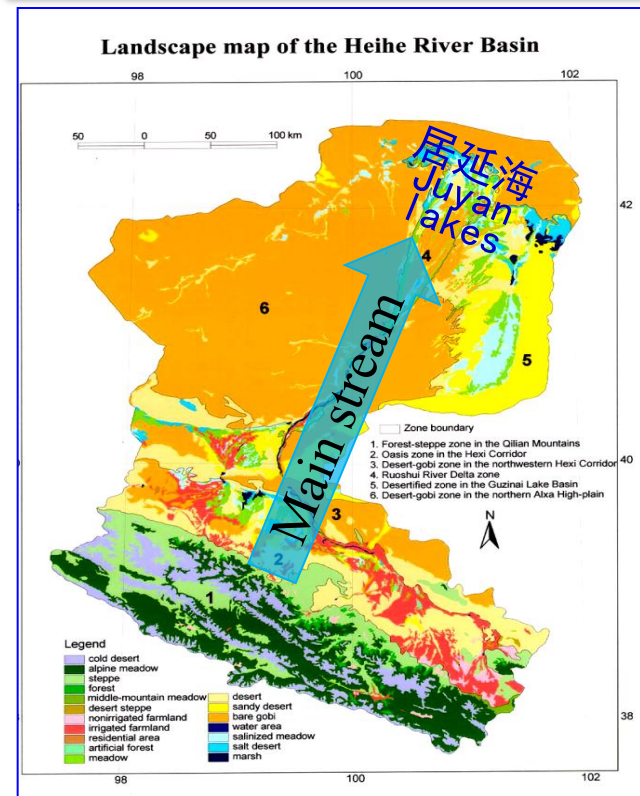 Landscape map of the Heihe River Basin
98 100 102
50 0 50 100 km
居延海
Juyan
lakes
42
4
6
5
Main stream
Zone boundary
1. Forest-steppe zone in the Qilian Mountains
2. Oasis zone in the Hexi Corridor
3. Desert-gobi zone in the northwestern Hexi Corridor
4. Ruoshui River Delta zone
5. Desertified zone in the Guzinai Lake Basin
6. Desert-gobi zone in the northern Alxa High-plain
40
3
N
2
1
Legend
cold desert
alpine meadow
steppe
forest
middle-mountain meadow
desert steppe
nonirrigated farmland
irrigated farmland
residential area
artificial forest
meadow
desert
sandy desert
bare gobi
water area
salinized meadow
salt desert
marsh
38
98 100 102